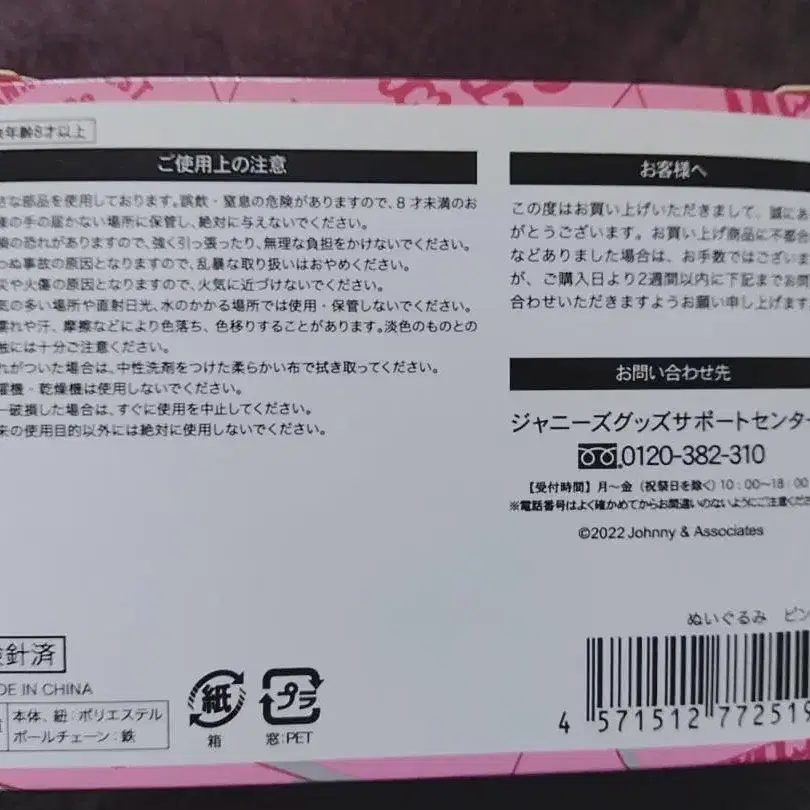 年齢8才以上
ご使用上の注意
な部品を使用しております。誤飲・窒息の危険がありますので、8才未満のお
の手の届かない場所に保管し、絶対に与えないでください。
の恐れがありますので、強く引っ張ったり、無理な負担をかけないでください。
わぬ事故の原因となりますので、乱暴な取り扱いはおやめください。
や火傷の原因となりますので、火気に近づけないでください。
気の多い場所や直射日光、水のかかる場所では使用・保管しないでください。
濡れや汗、摩擦などにより色落ち、色移りすることがあります。淡色のものとの
には十分ご注意ください。
れがついた場合は、中性洗剤をつけた柔らかい布で拭き取ってください。
機・乾燥機は使用しないでください。
一破損した場合は、すぐに使用を中止してください。
来の使用目的以外には絶対に使用しないでください。
お客様へ
この度はお買い上げいただきまして、誠にあ
がとうございます。お買い上げ商品に不都合
などありました場合は、お手数ではございま
が、ご購入日より2週間以内に下記までお問
合わせいただきますようお願い申し上げます
お問い合わせ先
ジャニーズグッズサポートセンター
0120-382-310
【受付時間】月～金（祝祭日を除く）10：00～18：00
※電話番号はよく確かめてからお間違いのないようにご注意くださ
©2022 Johnny & Associates
ぬいぐるみ ピン
4 571512 772519
針済
DE IN CHINA
本体、紐：ポリエステル
ボールチェーン：鉄
紙
箱
プラ
窓：PET